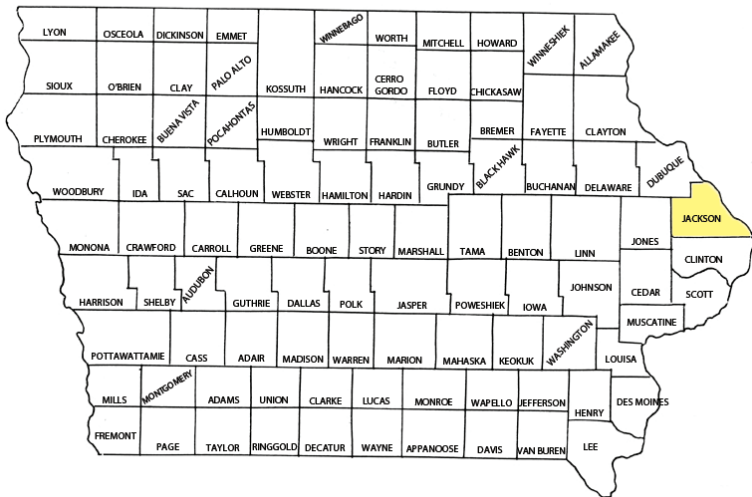 LYON OSCEOLA DICKINSON EMMET WINNEBAGO WORTH MITCHELL HOWARD WINNESHIEK ALLAMAKEE
SIOUX O'BRIEN CLAY PALO ALTO KOSSUTH HANCOCK CERRO GORDO FLOYD CHICKASAW
PLYMOUTH CHEROKEE BUENA VISTA POCAHONTAS HUMBOLDT WRIGHT FRANKLIN BUTLER BREMER FAYETTE CLAYTON
WOODBURY IDA SAC CALHOUN WEBSTER HAMILTON HARDIN GRUNDY BLACK HAWK BUCHANAN DELAWARE DUBUQUE
JACKSON
MONONA CRAWFORD CARROLL GREENE BOONE STORY MARSHALL TAMA BENTON LINN JONES CLINTON
HARRISON SHELBY AUDUBON GUTHRIE DALLAS POLK JASPER POWESHIEK IOWA JOHNSON CEDAR SCOTT
MUSCATINE
POTTAWATTAMIE CASS ADAIR MADISON WARREN MARION MAHASKA KEOKUK WASHINGTON LOUISA
MILLS MONTGOMERY ADAMS UNION CLARKE LUCAS MONROE WAPELLO JEFFERSON HENRY DES MOINES
FREMONT PAGE TAYLOR RINGGOLD DECATUR WAYNE APPANOOSE DAVIS VAN BUREN LEE